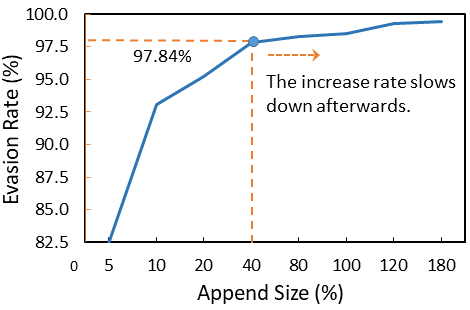 100.0
97.5
95.0
92.5
90.0
87.5
85.0
82.5
Evasion Rate (%)
97.84%
The increase rate slows
down afterwards.
0 5 10 20 40 80 100 120 180
Append Size (%)